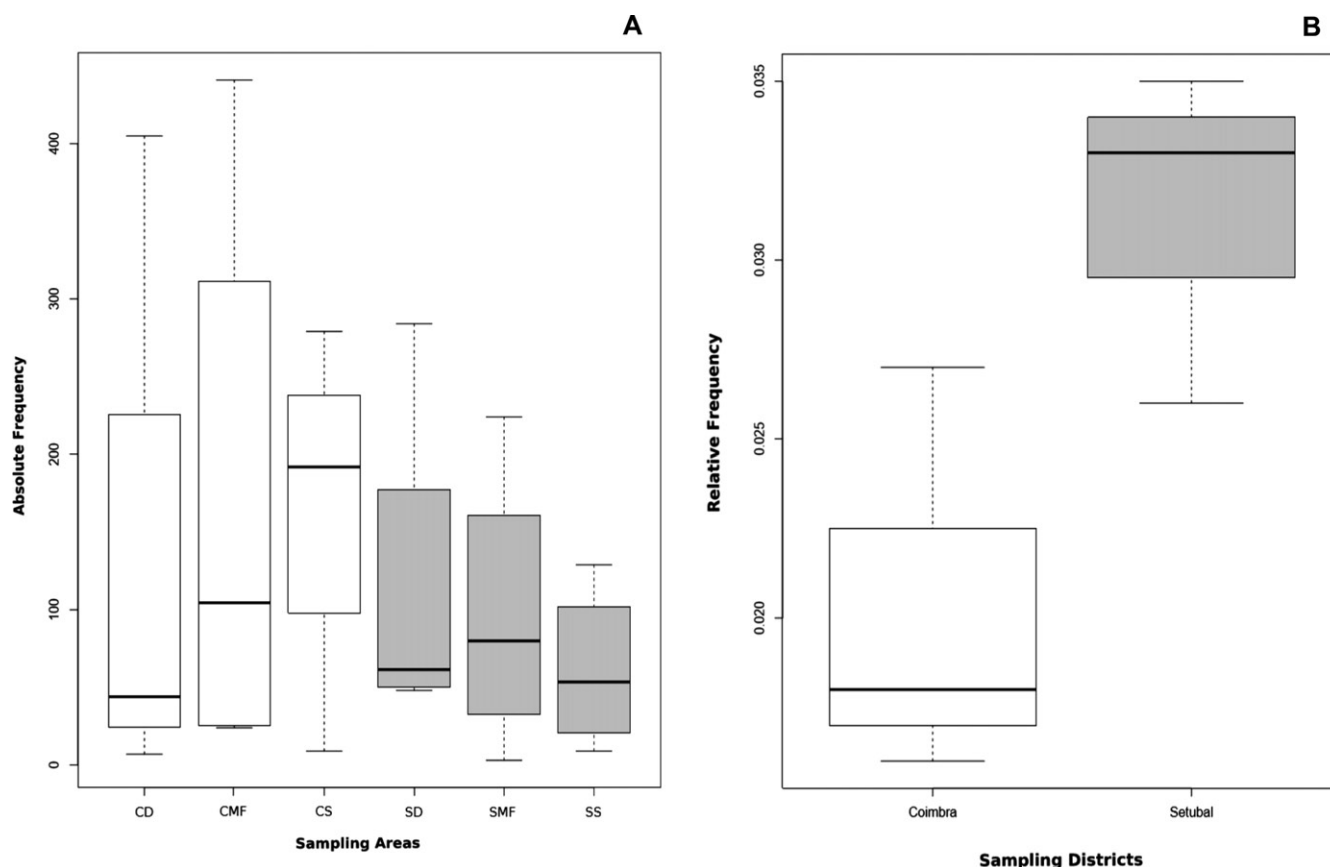 A
Absolute Frequency
400
300
200
100
0
CD CMF CS SD SMF SS
Sampling Areas
B
Relative Frequency
0.035
0.030
0.025
0.020
Coimbra Setubal
Sampling Districts